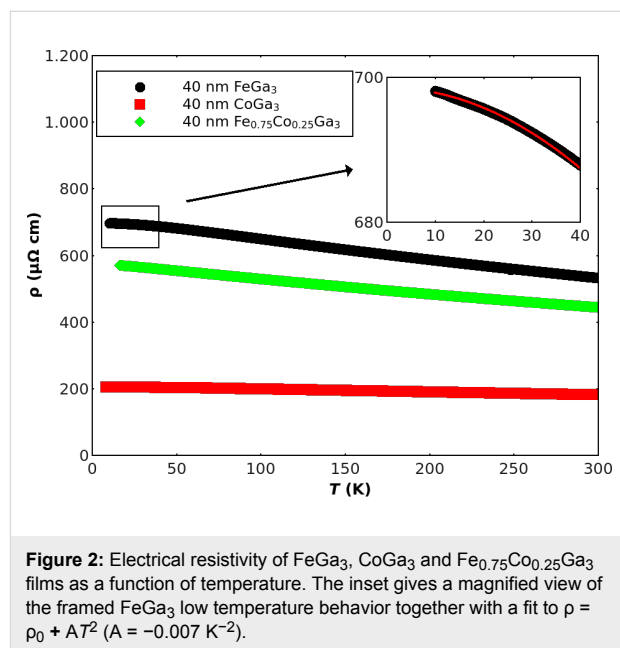 1.200
1.000
800
600
400
200
0
ρ (μΩ cm)
40 nm FeGa₃
40 nm CoGa₃
40 nm Fe₀.₇₅Co₀.₂₅Ga₃
700
680
0 10 20 30 40
0 50 100 150 200 250 300
T (K)
Figure 2: Electrical resistivity of FeGa₃, CoGa₃ and Fe₀.₇₅Co₀.₂₅Ga₃
films as a function of temperature. The inset gives a magnified view of
the framed FeGa₃ low temperature behavior together with a fit to ρ =
ρ₀ + AT² (A = −0.007 K⁻²).